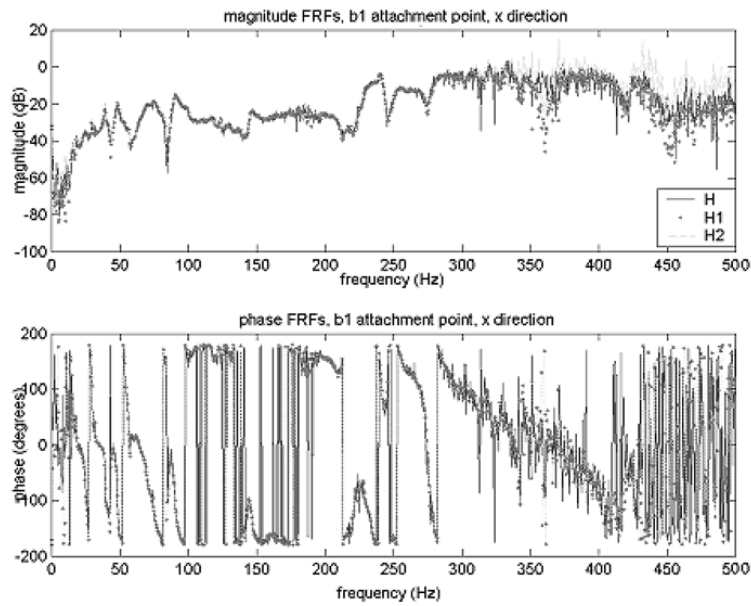 magnitude FRFs, b1 attachment point, x direction
magnitude (dB)
20
0
-20
-40
-60
-80
-100
0 50 100 150 200 250 300 350 400 450 500
frequency (Hz)
H
H1
H2
phase FRFs, b1 attachment point, x direction
phase (degrees)
200
100
0
-100
-200
0 50 100 150 200 250 300 350 400 450 500
frequency (Hz)